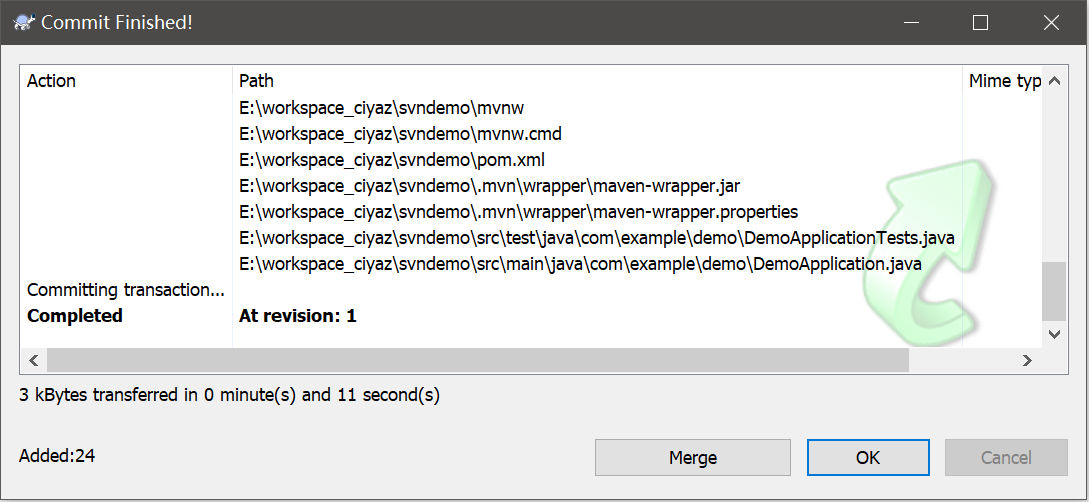 Commit Finished!
Action Path Mime typ
E:\workspace_ciyaz\svndemo\mvnw
E:\workspace_ciyaz\svndemo\mvnw.cmd
E:\workspace_ciyaz\svndemo\pom.xml
E:\workspace_ciyaz\svndemo\.mvn\wrapper\maven-wrapper.jar
E:\workspace_ciyaz\svndemo\.mvn\wrapper\maven-wrapper.properties
E:\workspace_ciyaz\svndemo\src\test\java\com\example\demo\DemoApplicationTests.java
E:\workspace_ciyaz\svndemo\src\main\java\com\example\demo\DemoApplication.java
Committing transaction...
Completed At revision: 1
3 kBytes transferred in 0 minute(s) and 11 second(s)
Added:24
Merge OK Cancel